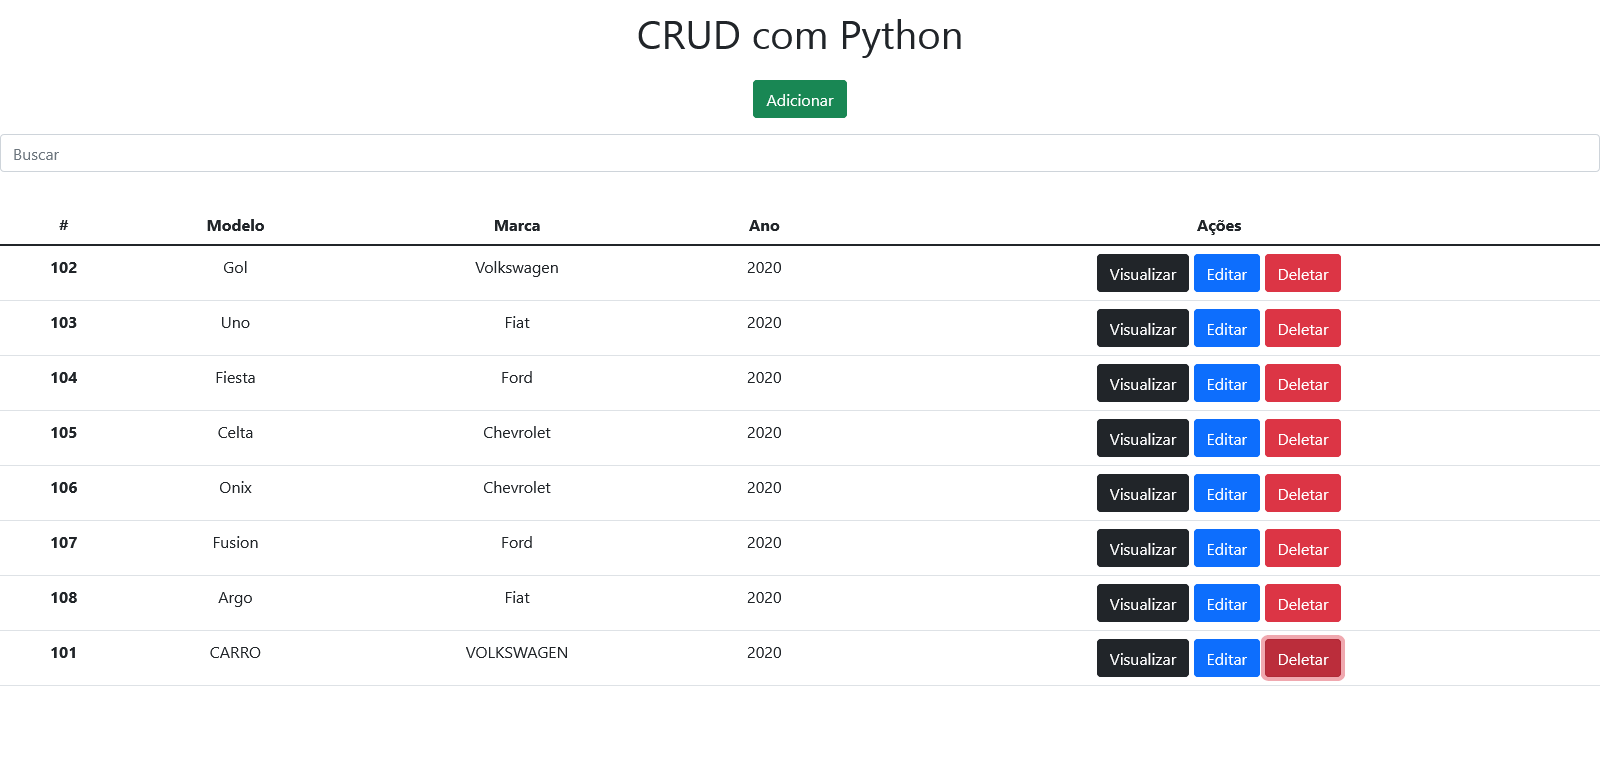 CRUD com Python
Adicionar
Buscar
# Modelo Marca Ano Ações
102 Gol Volkswagen 2020 Visualizar Editar Deletar
103 Uno Fiat 2020 Visualizar Editar Deletar
104 Fiesta Ford 2020 Visualizar Editar Deletar
105 Celta Chevrolet 2020 Visualizar Editar Deletar
106 Onix Chevrolet 2020 Visualizar Editar Deletar
107 Fusion Ford 2020 Visualizar Editar Deletar
108 Argo Fiat 2020 Visualizar Editar Deletar
101 CARRO VOLKSWAGEN 2020 Visualizar Editar Deletar